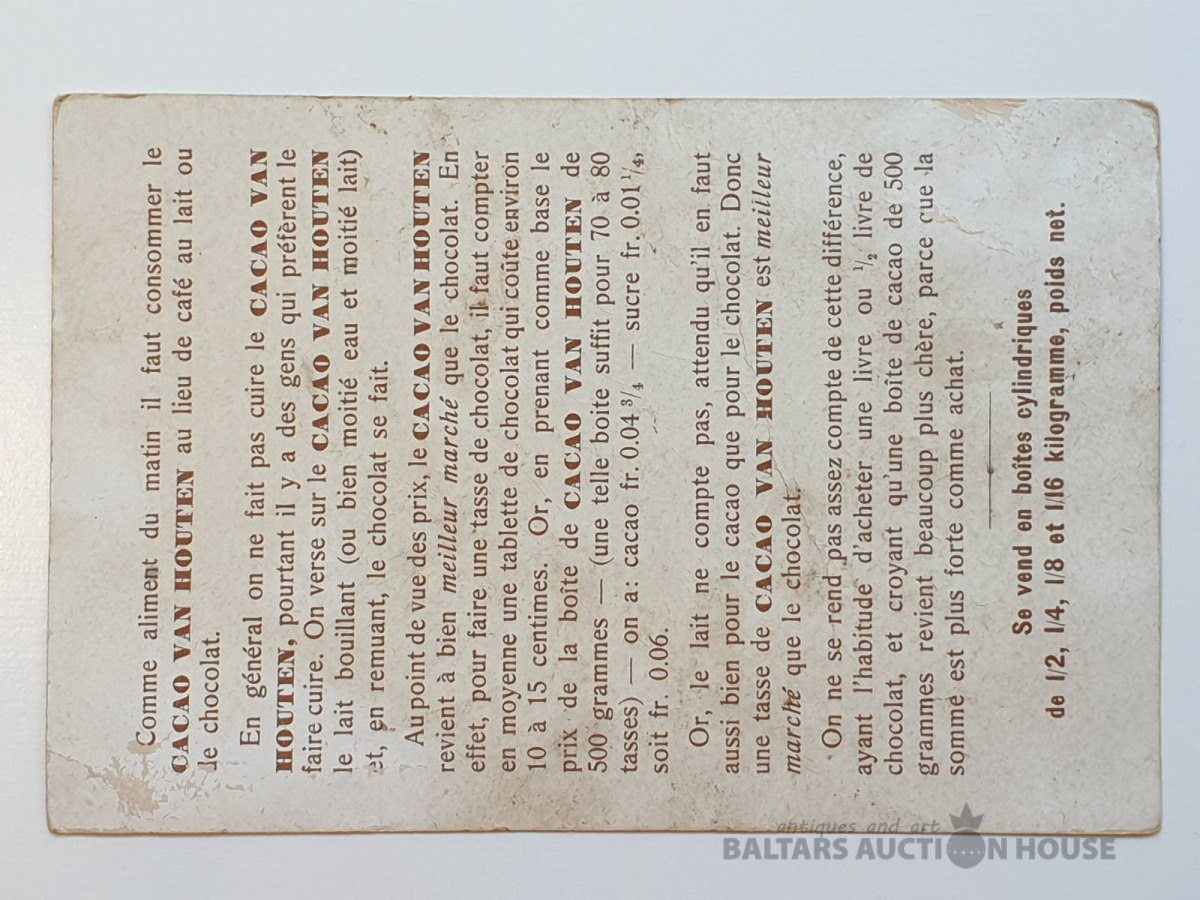 Comme aliment du matin il faut consommer le
CACAO VAN HOUTEN au lieu de café au lait ou
le chocolat.
En général on ne fait pas cuire le CACAO VAN
HOUTEN, pourtant il y a des gens qui préfèrent le
faire cuire. On verse sur le CACAO VAN HOUTEN
le lait bouillant (ou bien moitié eau et moitié lait)
et, en remuant, le chocolat se fait.
Au point de vue des prix, le CACAO VAN HOUTEN
revient à bien meilleur marché que le chocolat. En
effet, pour faire une tasse de chocolat, il faut compter
en moyenne une tablette de chocolat qui coûte environ
10 à 15 centimes. Or, en prenant comme base le
prix de la boîte de CACAO VAN HOUTEN de
500 grammes — (une telle boîte suffit pour 70 à 80
tasses) — on a: cacao fr. 0.04 3/4 — sucre fr. 0.01 1/4,
soit fr. 0.06.
Or, le lait ne compte pas, attendu qu'il en faut
aussi bien pour le cacao que pour le chocolat. Donc
une tasse de CACAO VAN HOUTEN est meilleur
marché que le chocolat.
On ne se rend pas assez compte de cette différence,
ayant l'habitude d'acheter une livre ou 1/2 livre de
chocolat, et croyant qu'une boîte de cacao de 500
grammes revient beaucoup plus chère, parce que la
somme est plus forte comme achat.
Se vend en boîtes cylindriques
de 1/2, 1/4, 1/8 et 1/16 kilogramme, poids net.
antiques and art
BALTARS AUCTION HOUSE